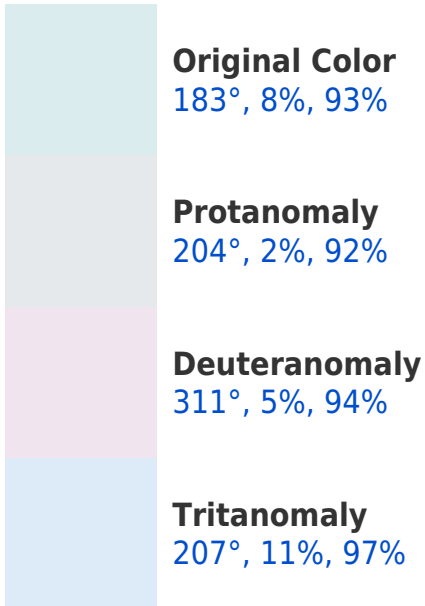 Original Color
183°, 8%, 93%
Protanomaly
204°, 2%, 92%
Deuteranomaly
311°, 5%, 94%
Tritanomaly
207°, 11%, 97%